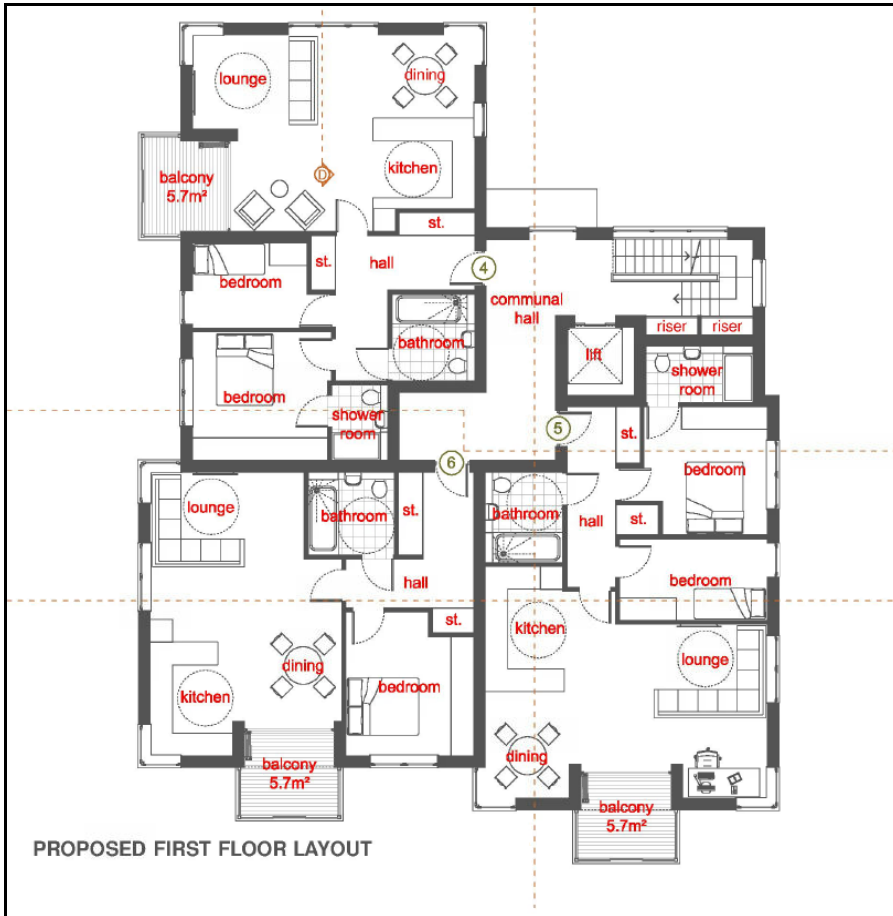 lounge
dining
kitchen
balcony
5.7m²
D
st.
st.
hall
4
bedroom
communal
hall
riser
riser
bathroom
lift
shower
room
bedroom
shower
room
5
st.
6
bedroom
lounge
bathroom
st.
bathroom
hall
st.
hall
bedroom
st.
kitchen
lounge
dining
kitchen
bedroom
dining
balcony
5.7m²
balcony
5.7m²
PROPOSED FIRST FLOOR LAYOUT